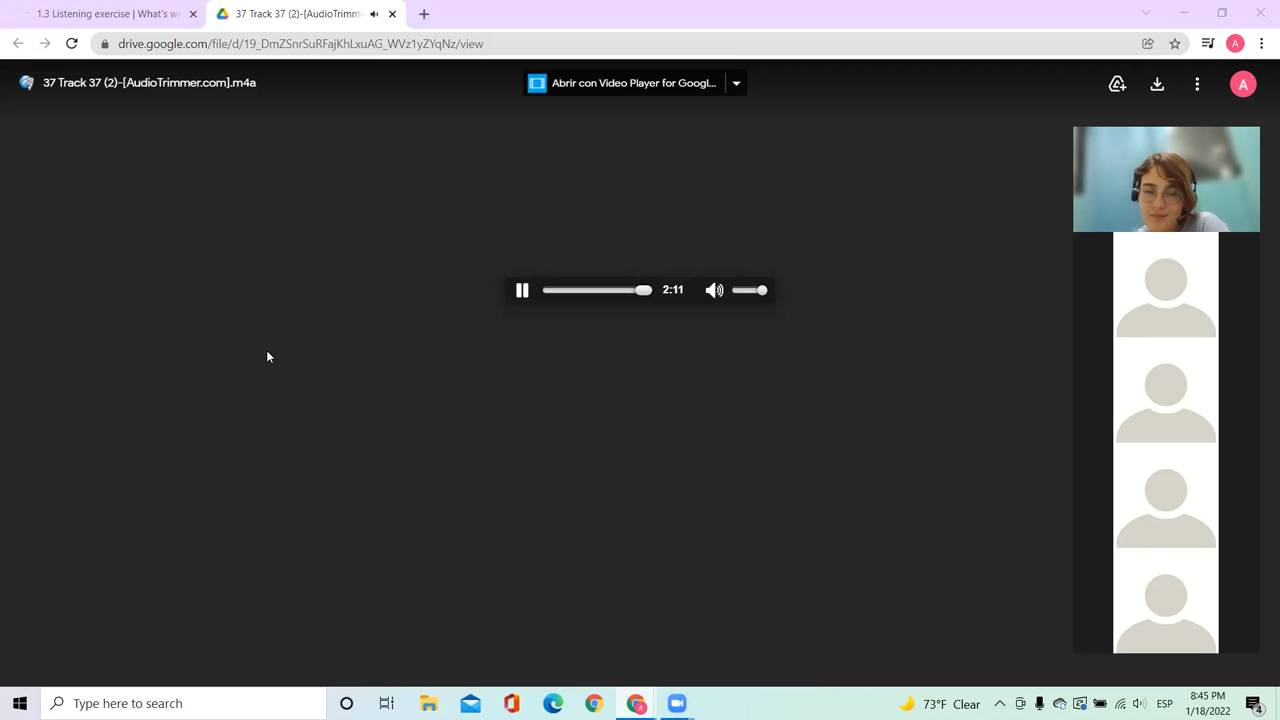 1.3 Listening exercise | What's wa
37 Track 37 (2)-[AudioTrimm
drive.google.com/file/d/19_DmZSnrSuRFajKhLxuAG_WVz1yZYqNz/view
A
37 Track 37 (2)-[AudioTrimmer.com].m4a
Abrir con Video Player for Googl...
A
2:11
Type here to search
A
73°F Clear
ESP
8:45 PM
1/18/2022
4